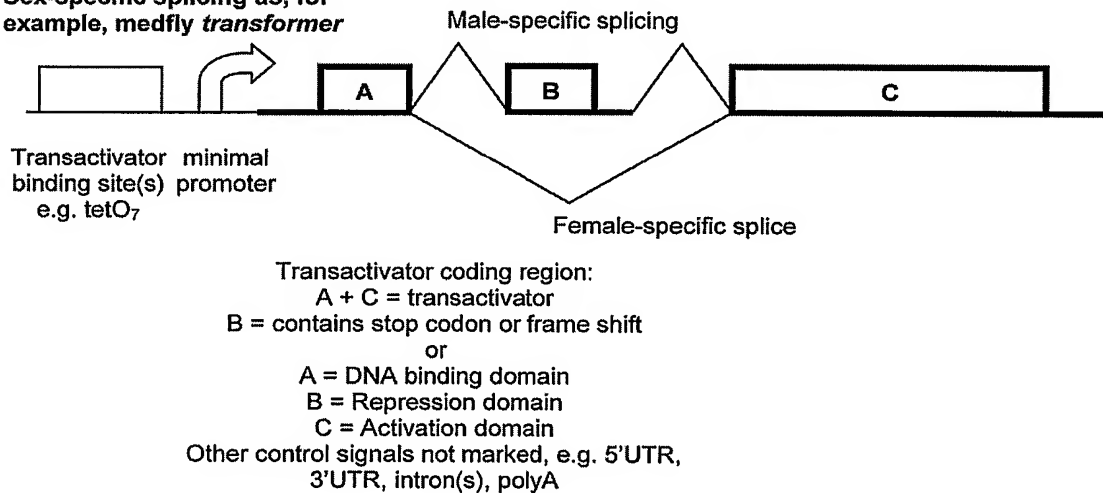 Sex-specific splicing as, for
example, medfly transformer
Male-specific splicing
A
B
C
Transactivator minimal
binding site(s) promoter
e.g. tetO7
Female-specific splice
Transactivator coding region:
A + C = transactivator
B = contains stop codon or frame shift
or
A = DNA binding domain
B = Repression domain
C = Activation domain
Other control signals not marked, e.g. 5'UTR,
3'UTR, intron(s), polyA